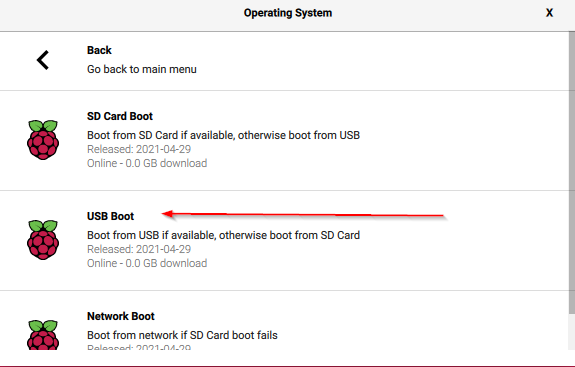 Operating System
X
Back
Go back to main menu
SD Card Boot
Boot from SD Card if available, otherwise boot from USB
Released: 2021-04-29
Online - 0.0 GB download
USB Boot
Boot from USB if available, otherwise boot from SD Card
Released: 2021-04-29
Online - 0.0 GB download
Network Boot
Boot from network if SD Card boot fails
Released: 2021-04-29